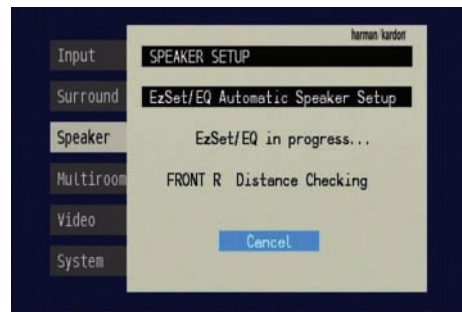 harman/kardon
Input
SPEAKER SETUP
Surround
EzSet/EQ Automatic Speaker Setup
Speaker
EzSet/EQ in progress...
Multiroom
FRONT R Distance Checking
Video
Cancel
System